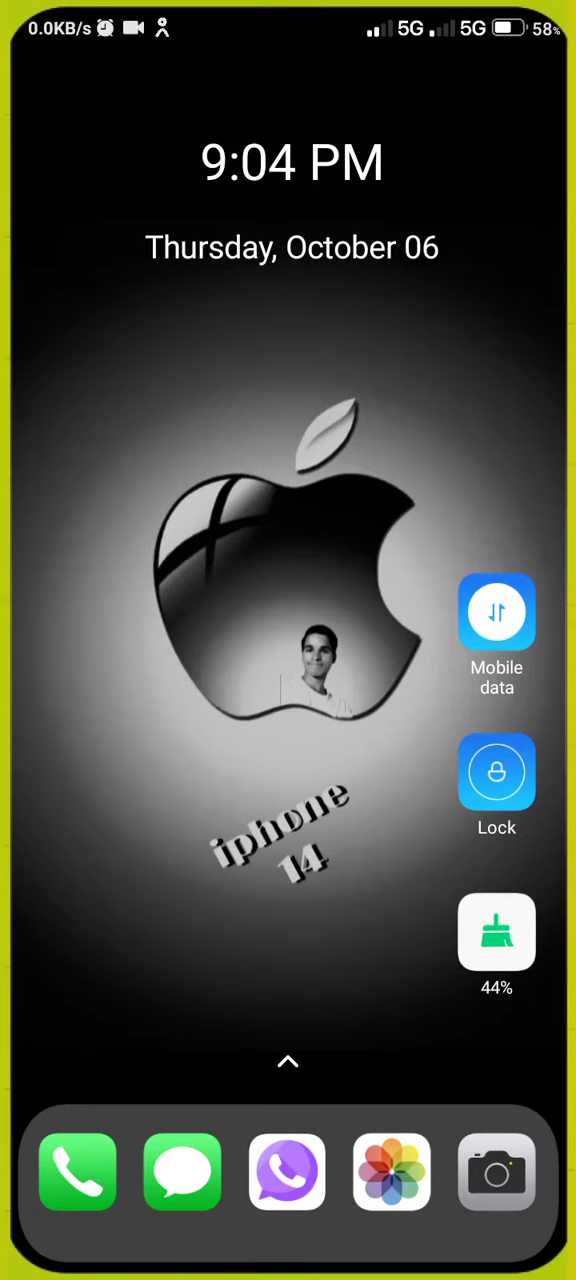 0.0KB/s 5G 5G 58%
9:04 PM
Thursday, October 06
Mobile
data
Lock
iphone
14
44%